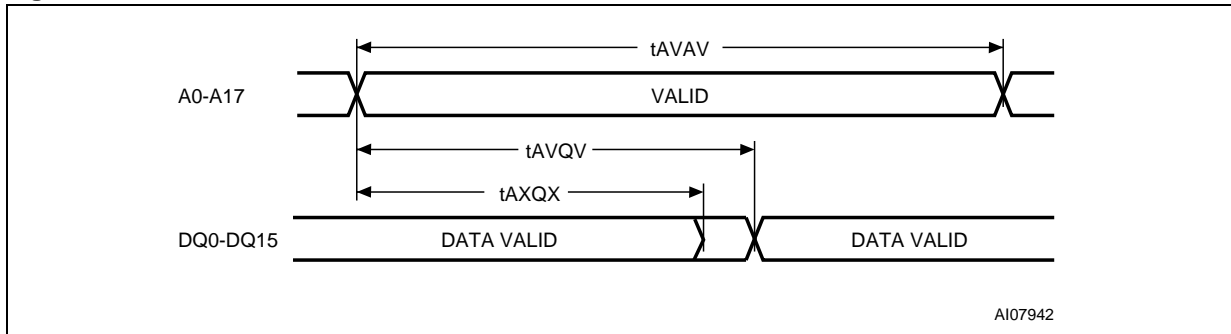 tAVAV
A0-A17
VALID
tAVQV
tAXQX
DQ0-DQ15
DATA VALID
DATA VALID
AI07942